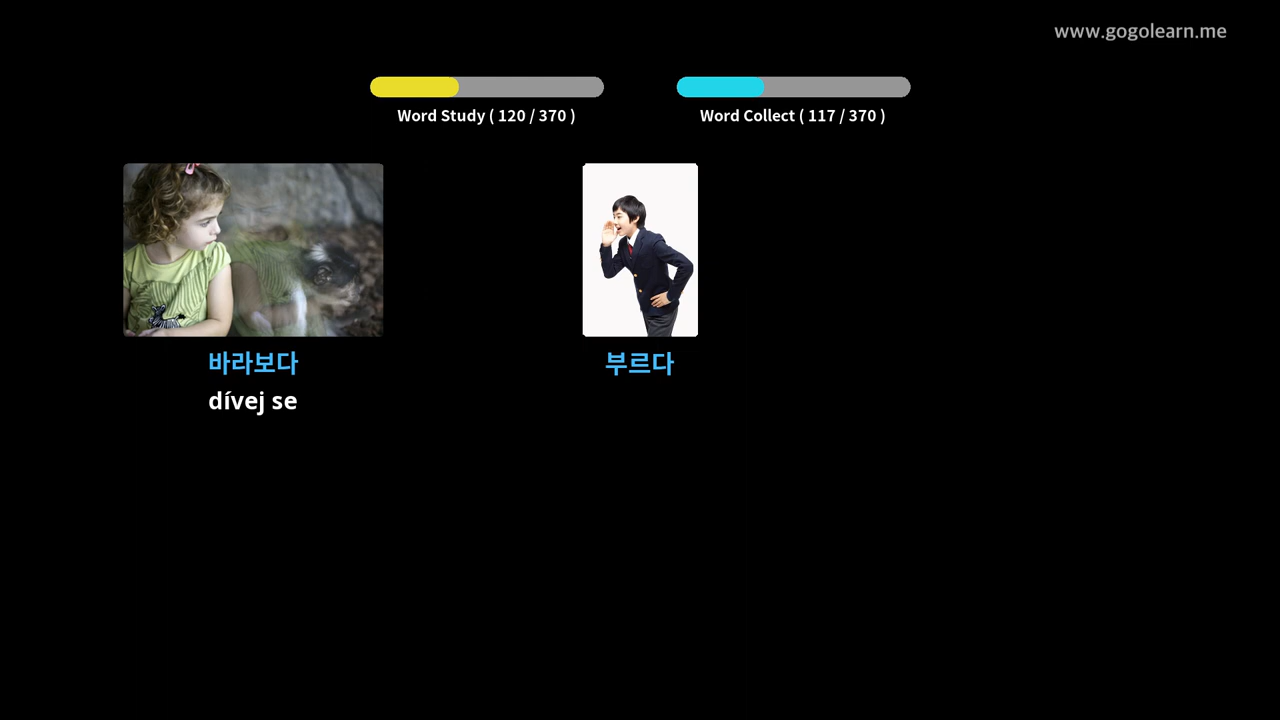 www.gogolearn.me
Word Study ( 120 / 370 )
Word Collect ( 117 / 370 )
바라보다
부르다
dívej se